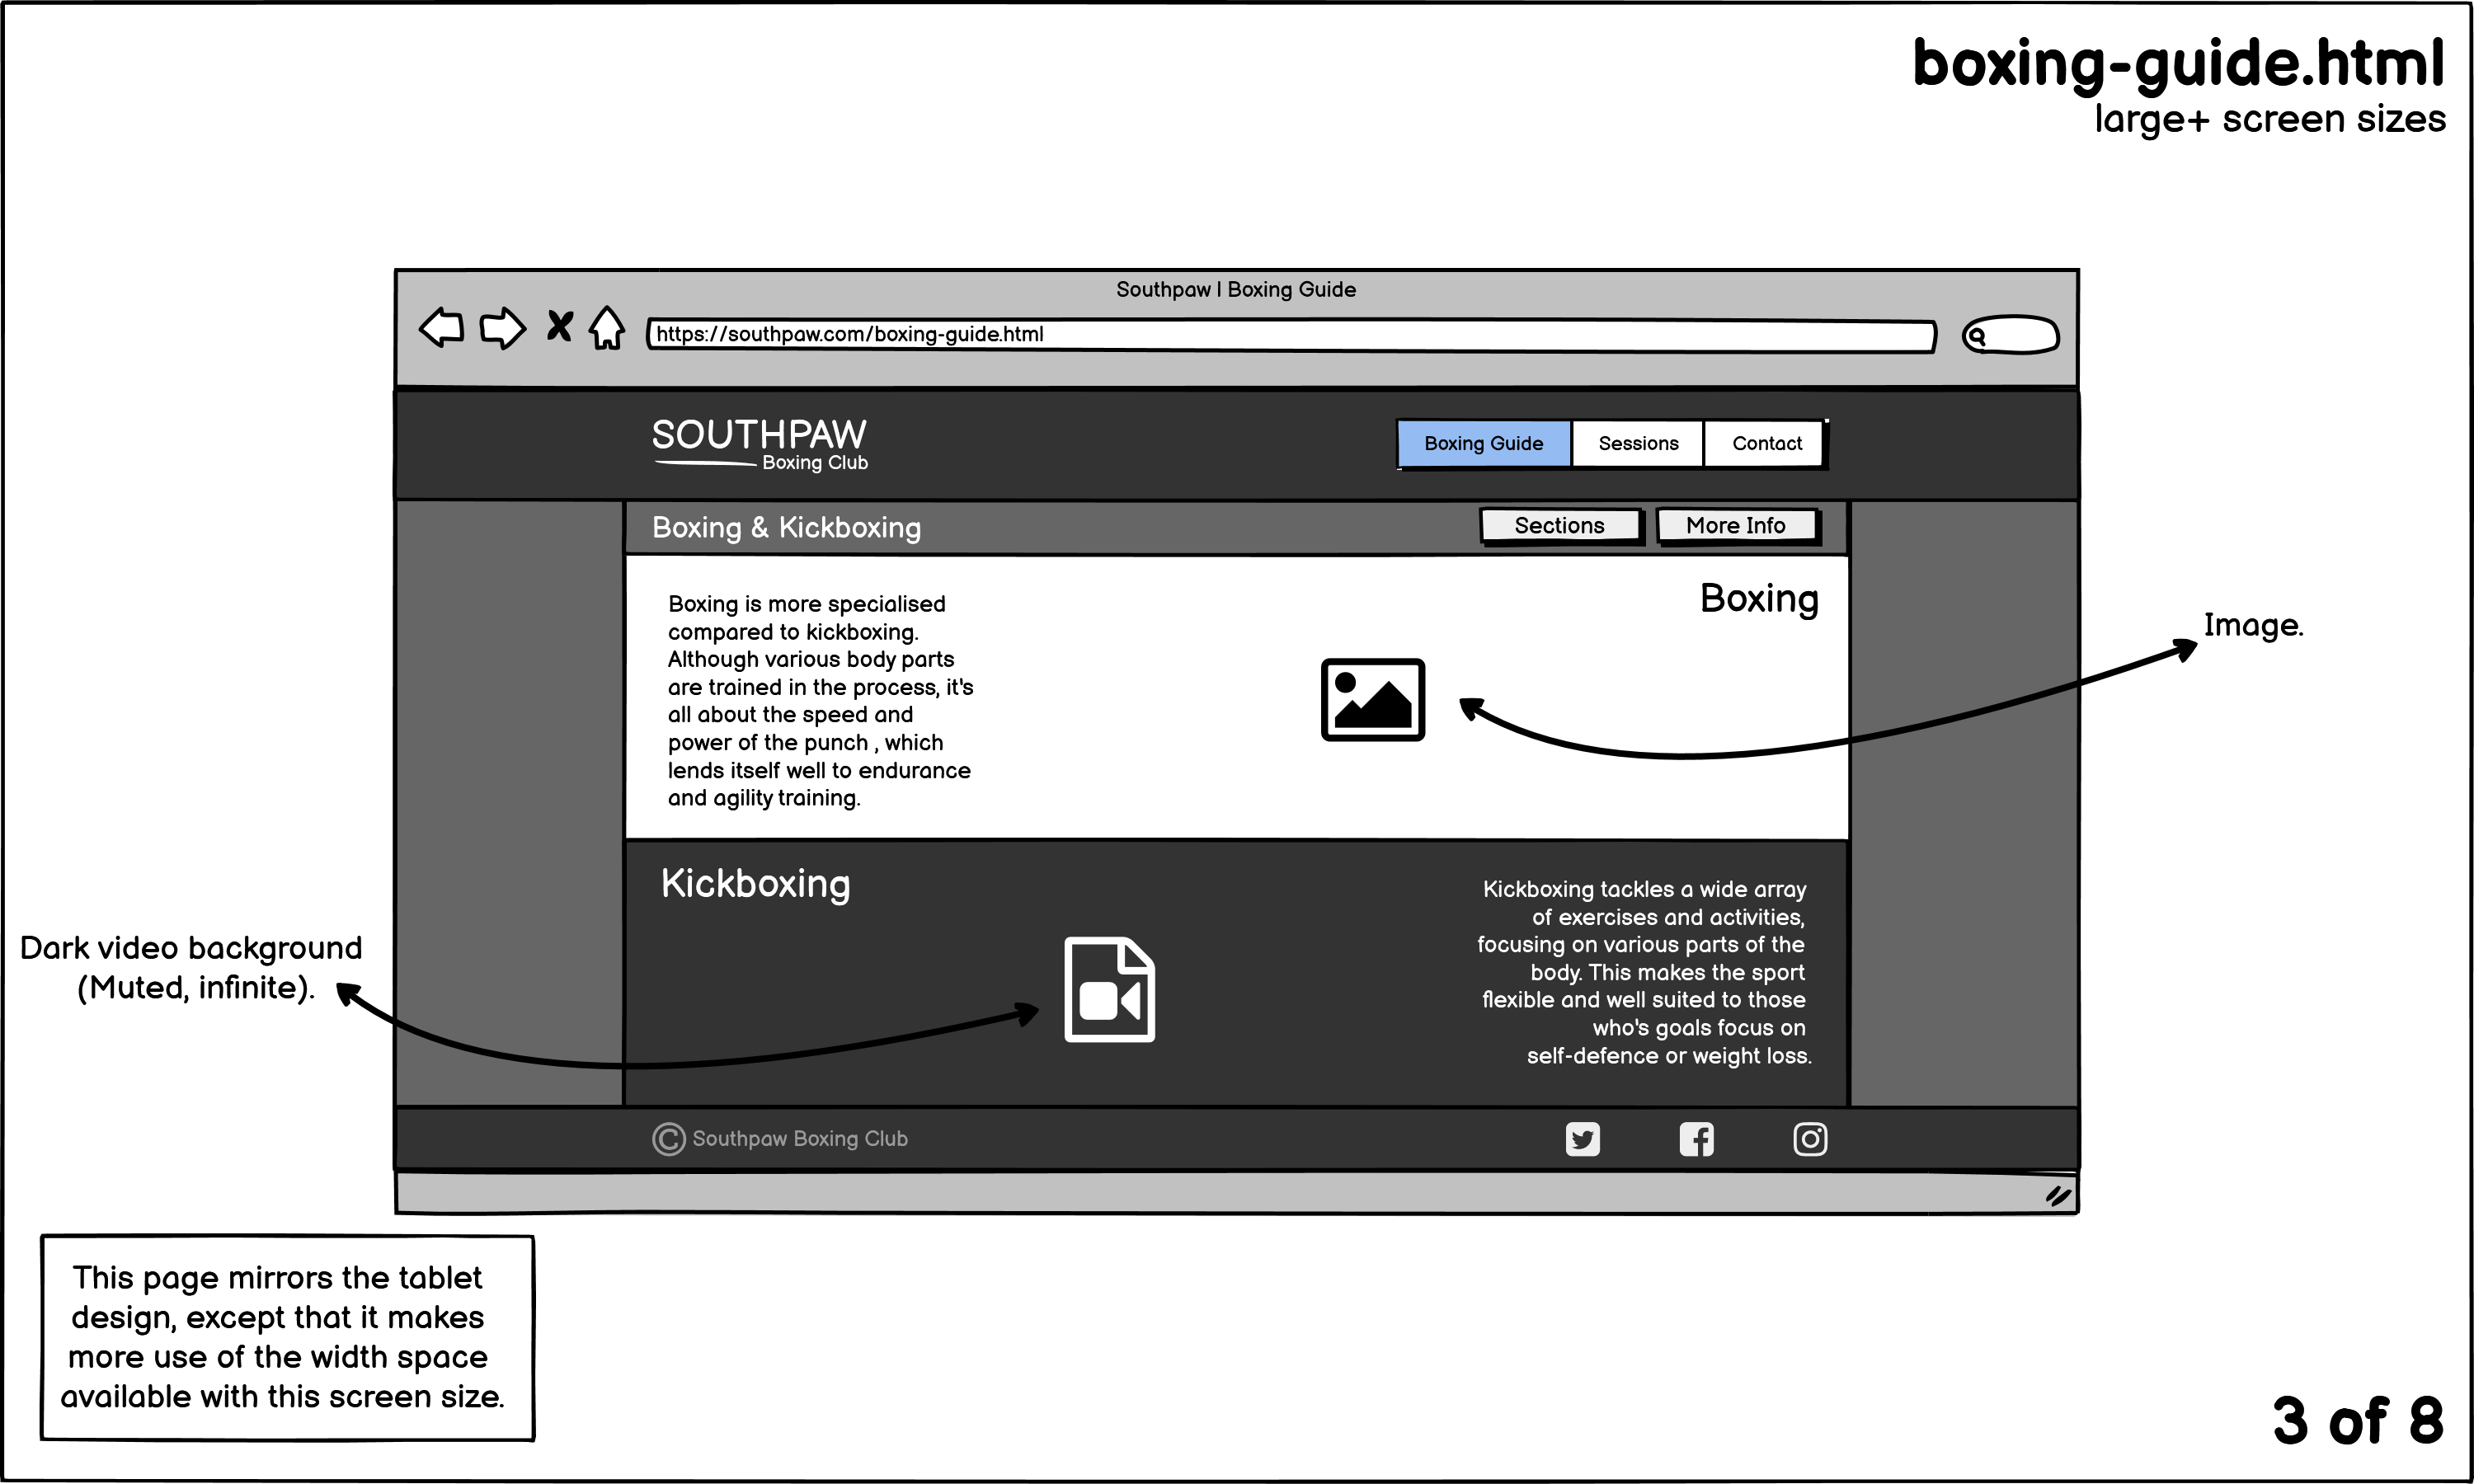 boxing-guide.html
large+ screen sizes
Southpaw | Boxing Guide
https://southpaw.com/boxing-guide.html
SOUTHPAW
Boxing Club
Boxing Guide
Sessions
Contact
Boxing & Kickboxing
Sections
More Info
Boxing is more specialised
compared to kickboxing.
Although various body parts
are trained in the process, it's
all about the speed and
power of the punch , which
lends itself well to endurance
and agility training.
Boxing
Image.
Kickboxing
Kickboxing tackles a wide array
of exercises and activities,
focusing on various parts of the
body. This makes the sport
flexible and well suited to those
who's goals focus on
self-defence or weight loss.
Dark video background
(Muted, infinite).
© Southpaw Boxing Club
This page mirrors the tablet
design, except that it makes
more use of the width space
available with this screen size.
3 of 8